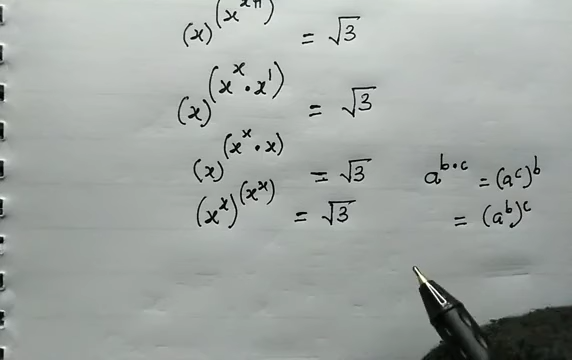 (x)^(x^(x+1)) = √3
(x)^(x^x · x^1) = √3
(x)^(x^x · x) = √3
a^(b·c) = (a^c)^b
(x^x)^(x^x) = √3
= (a^b)^c